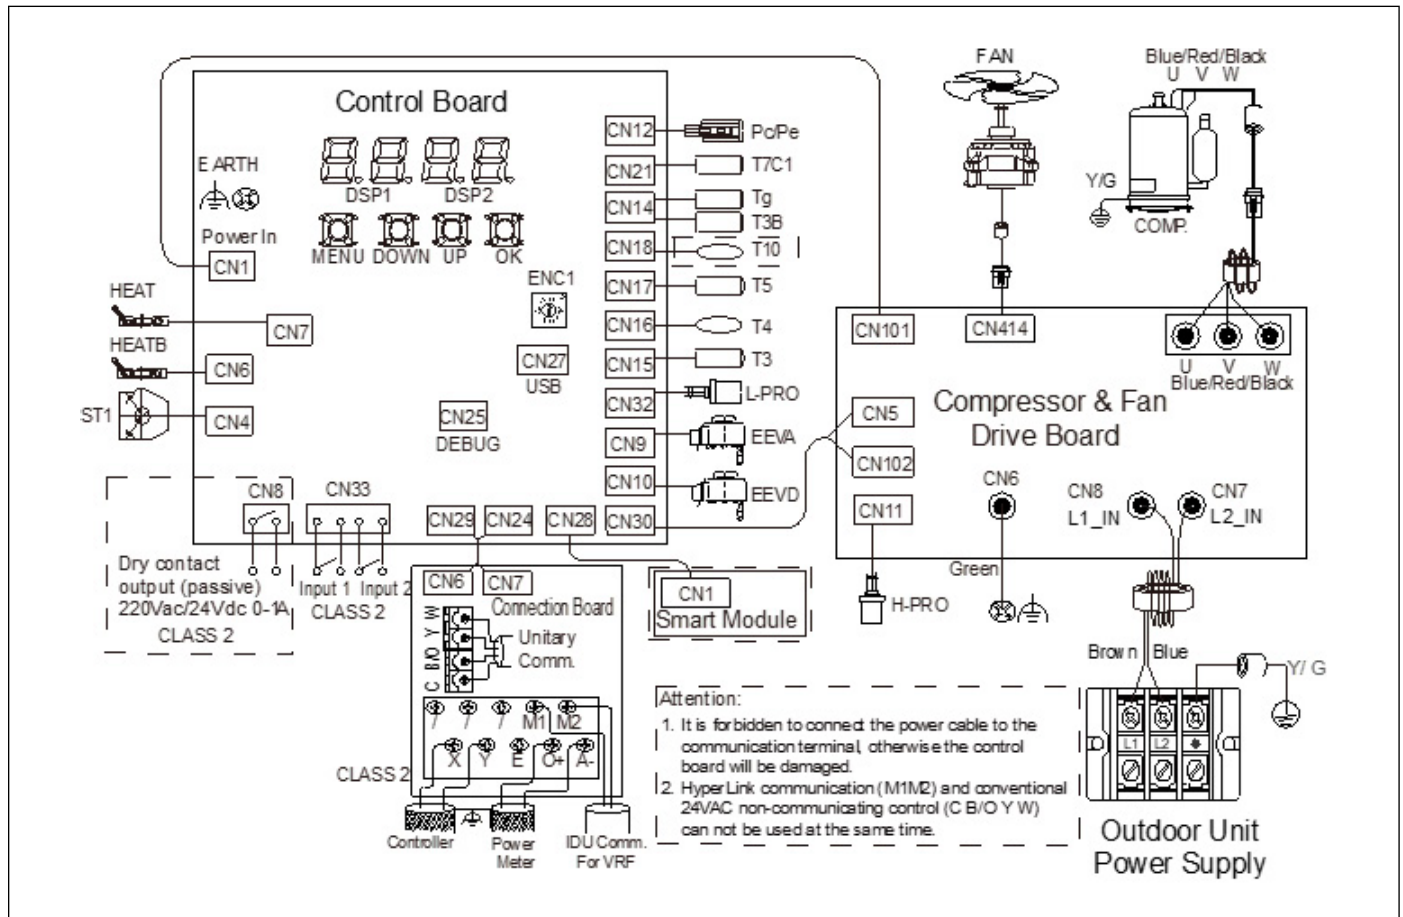 Control Board
EARTH
DSP1 DSP2
Power In
MENU DOWN UP OK
CN1
HEAT
CN7
HEATB
CN6
ST1
CN4
ENC1
CN27
USB
CN25
DEBUG
CN12 Pc/Pe
CN21 T7C1
CN14 Tg
T3B
CN18 T10
CN17 T5
CN16 T4
CN15 T3
CN32 L-PRO
CN9 EEVA
CN10 EEVD
CN30
CN29 CN24 CN28
CN8 CN33
Dry contact
output (passive)
220Vac/24Vdc 0-1A
CLASS 2
Input 1 Input 2
CLASS 2
FAN
Blue/Red/Black
U V W
Y/G
COMP.
CN101 CN414
U V W
Blue/Red/Black
Compressor & Fan
Drive Board
CN5
CN102
CN11
CN6
CN8
L1_IN
CN7
L2_IN
Green
H-PRO
CN6 CN7
Connection Board
C B/O Y W
Unitary
Comm.
/ / / M1 M2
X Y E O+ A-
CLASS 2
Controller
Power
Meter
IDU Comm.
For VRF
CN1
Smart Module
Attention:
1. It is forbidden to connect the power cable to the
communication terminal, otherwise the control
board will be damaged.
2. HyperLink communication (M1M2) and conventional
24VAC non-communicating control (C B/O Y W)
can not be used at the same time.
Brown Blue
Y/G
L1 L2
Outdoor Unit
Power Supply